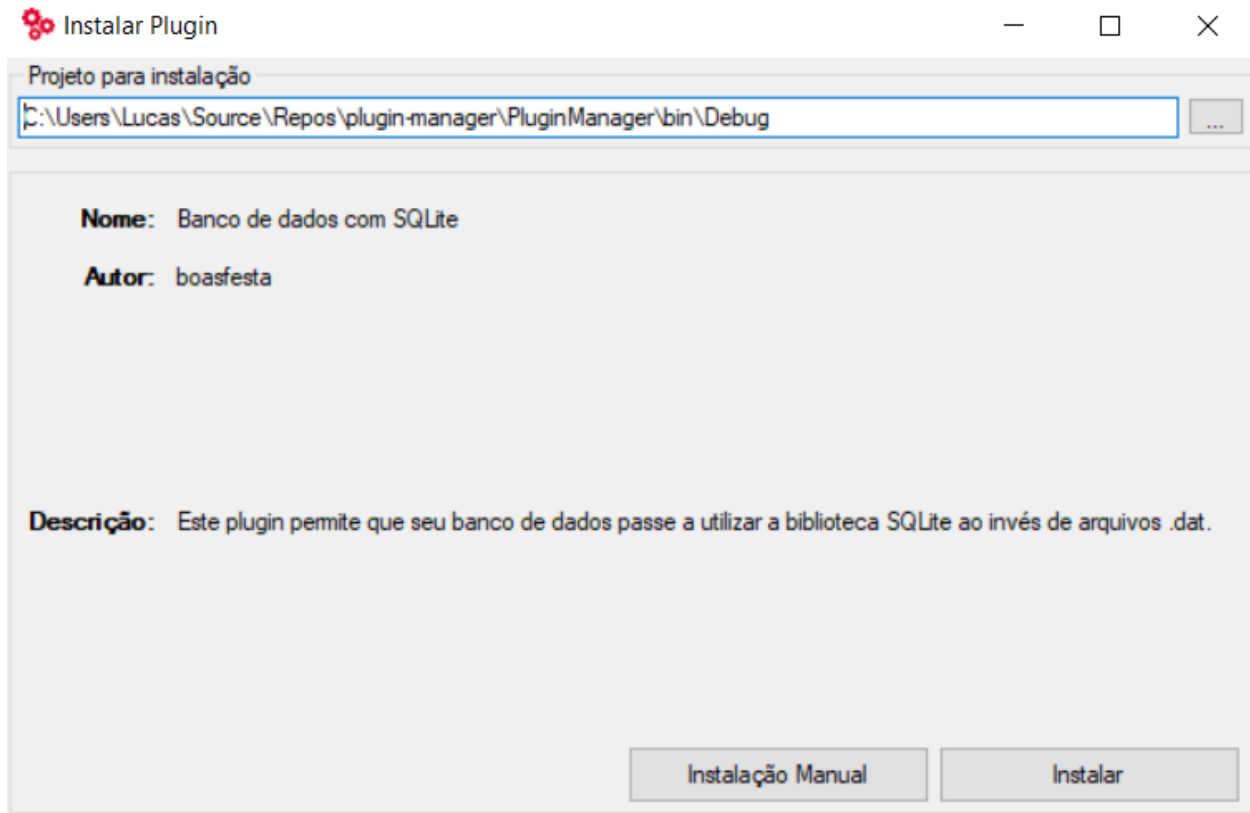 Instalar Plugin
Projeto para instalação
C:\Users\Lucas\Source\Repos\plugin-manager\PluginManager\bin\Debug
...
Nome: Banco de dados com SQLite
Autor: boasfesta
Descrição: Este plugin permite que seu banco de dados passe a utilizar a biblioteca SQLite ao invés de arquivos .dat.
Instalação Manual
Instalar